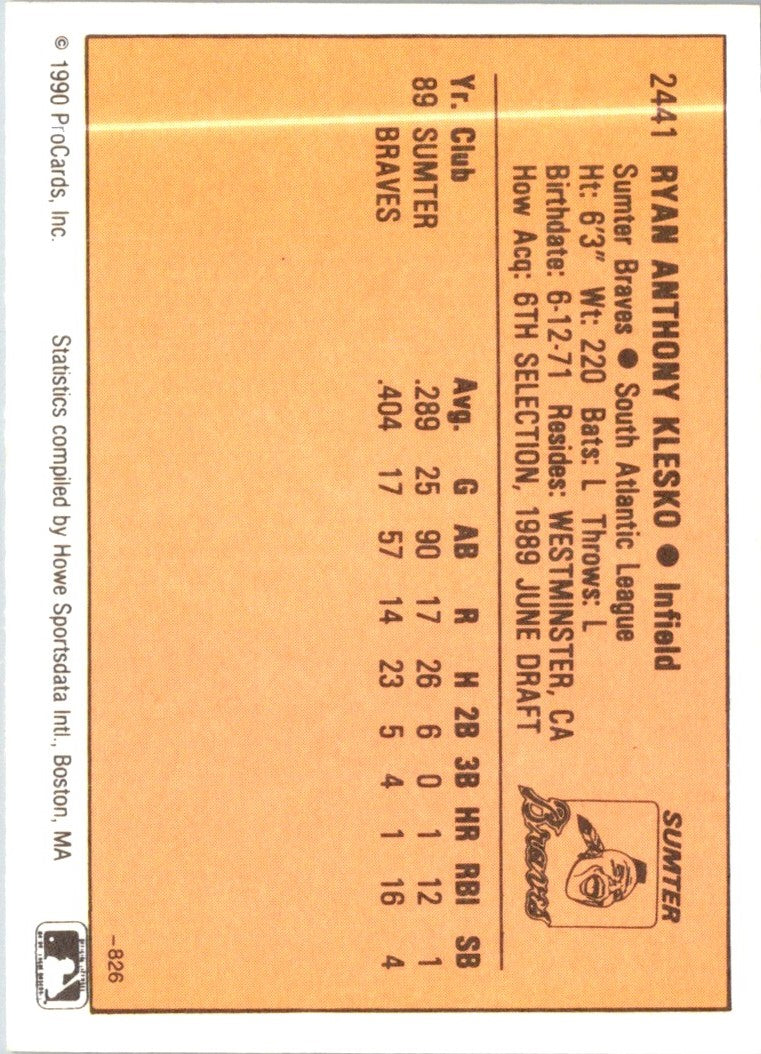 2441 RYAN ANTHONY KLESKO ● Infield
Sumter Braves ● South Atlantic League
Ht: 6'3" Wt: 220 Bats: L Throws: L
Birthdate: 6-12-71 Resides: WESTMINSTER, CA
How Acq: 6TH SELECTION, 1989 JUNE DRAFT
SUMTER
Braves
Yr. Club Avg. G AB R H 2B 3B HR RBI SB
89 SUMTER .289 25 90 17 26 6 0 1 12 1
BRAVES .404 17 57 14 23 5 4 1 16 4
–826
© 1990 ProCards, Inc. Statistics compiled by Howe Sportsdata Intl., Boston, MA